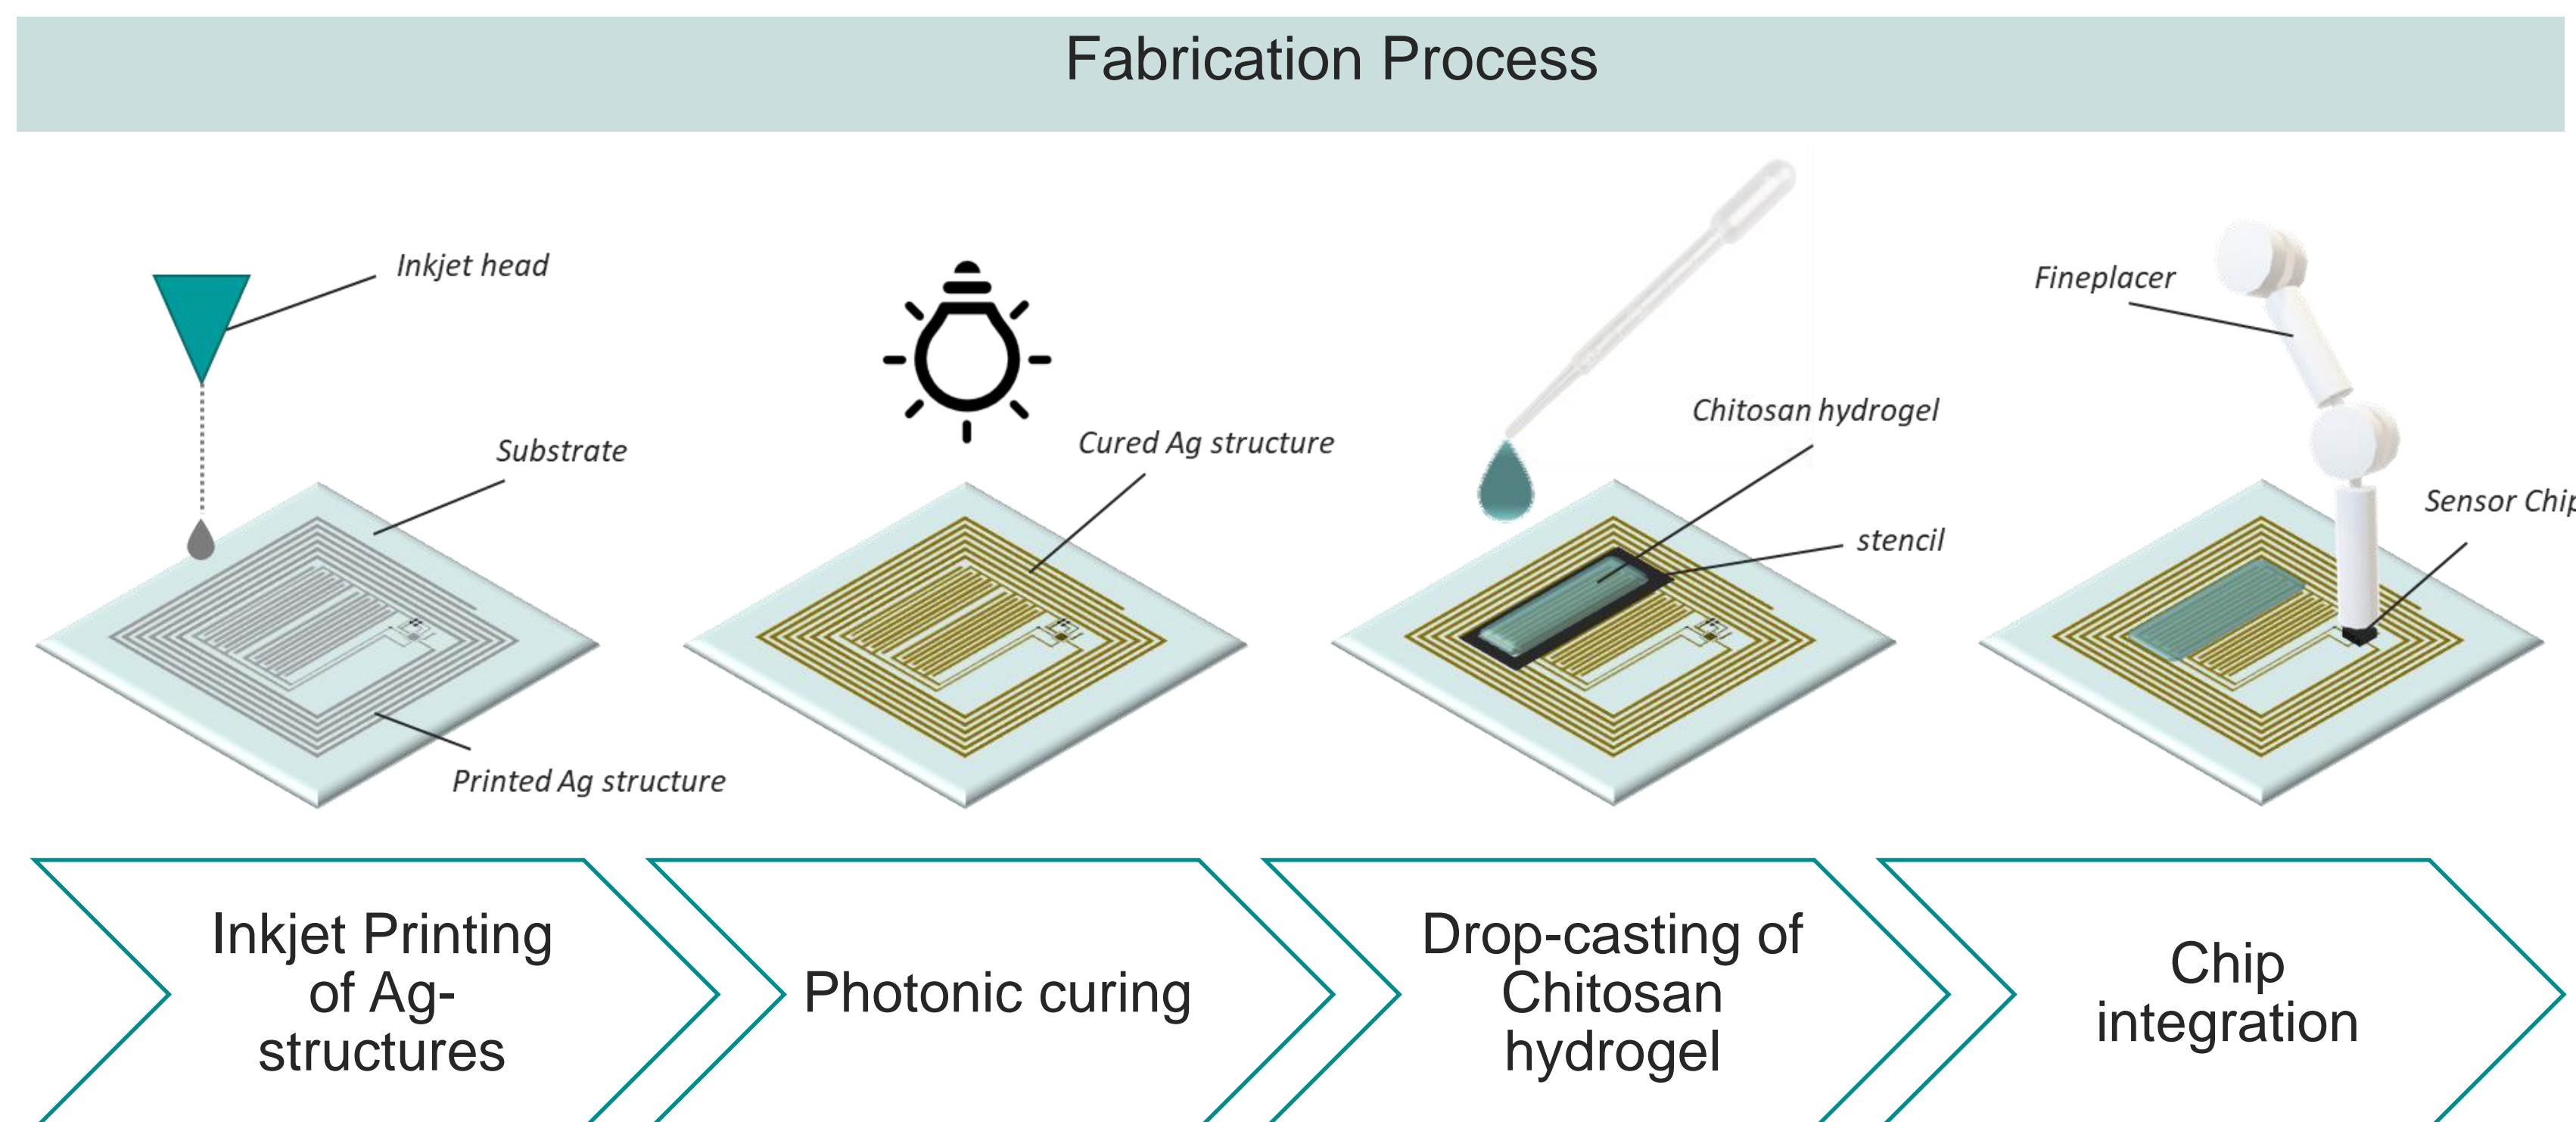 Fabrication Process
Inkjet head
Substrate
Printed Ag structure
Cured Ag structure
Chitosan hydrogel
stencil
Fineplacer
Sensor Chip
Inkjet Printing
of Ag-
structures
Photonic curing
Drop-casting of
Chitosan
hydrogel
Chip
integration